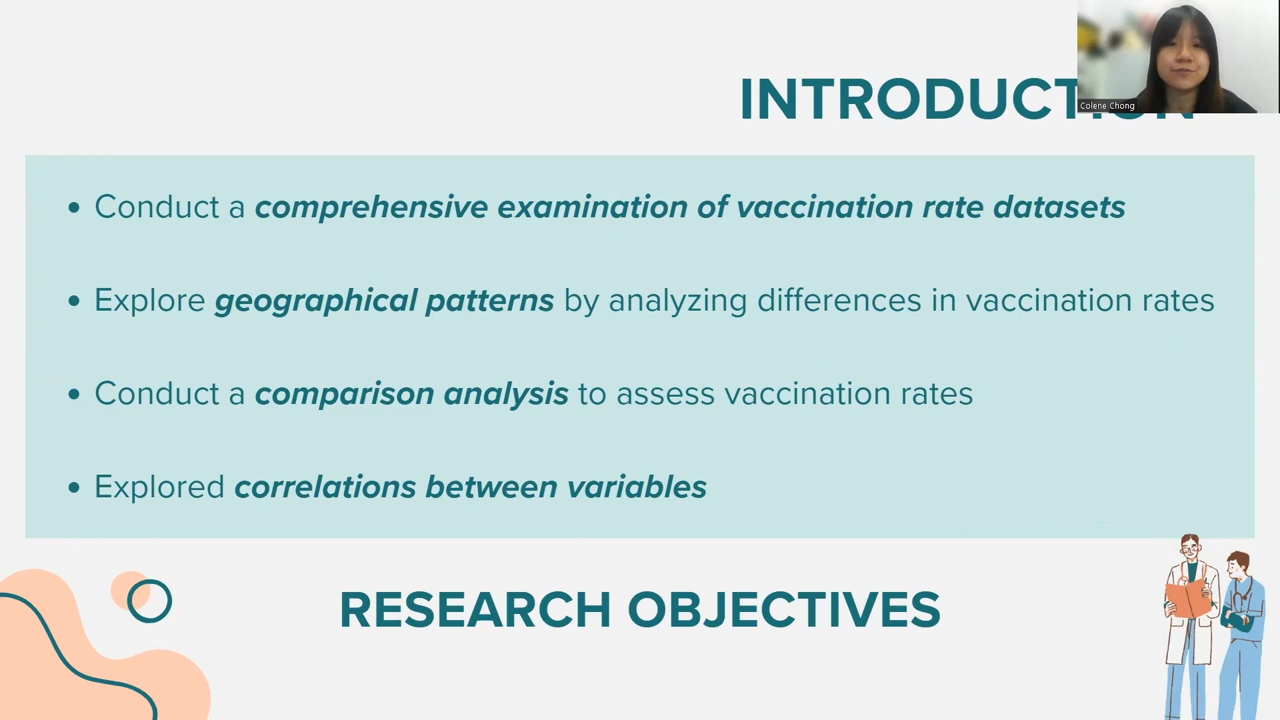 INTRODUCTION
Colene Chong
• Conduct a comprehensive examination of vaccination rate datasets
• Explore geographical patterns by analyzing differences in vaccination rates
• Conduct a comparison analysis to assess vaccination rates
• Explored correlations between variables
RESEARCH OBJECTIVES